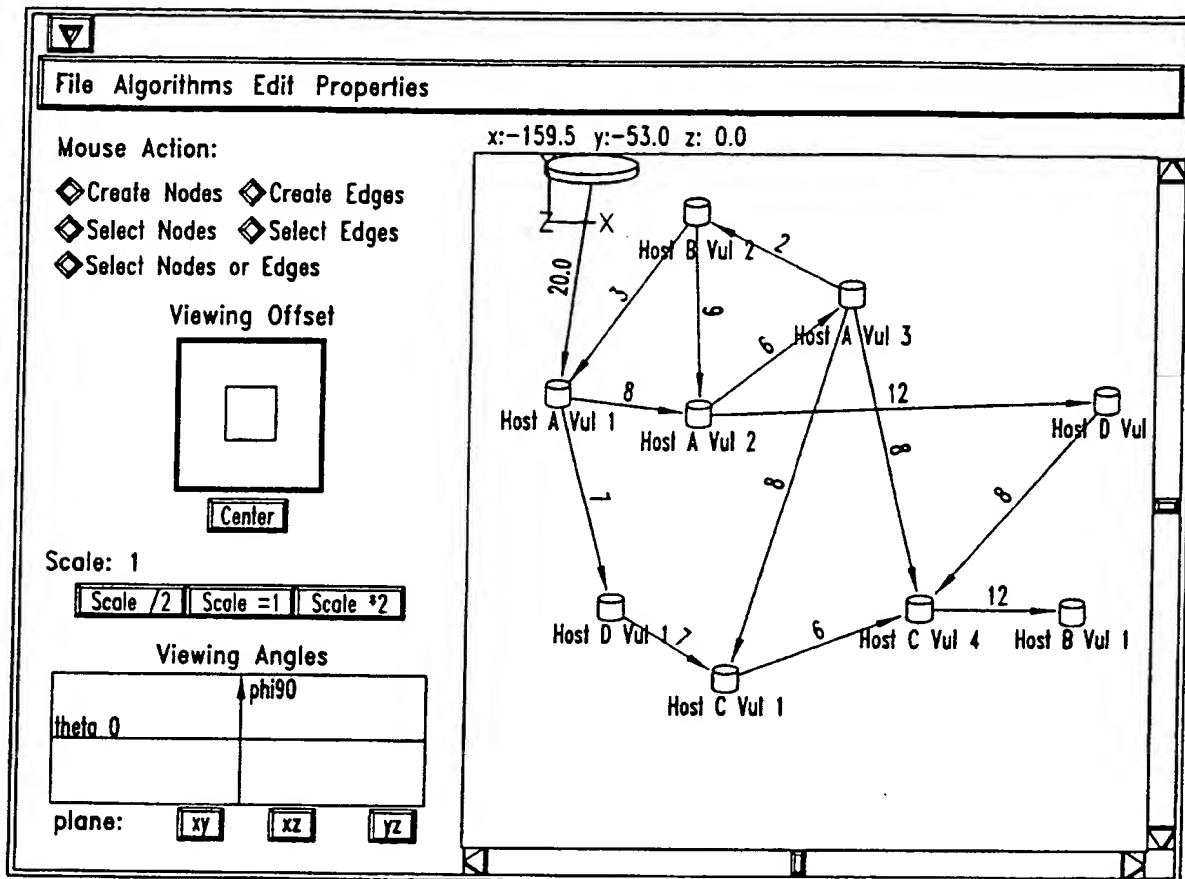 File Algorithms Edit Properties
x:-159.5 y:-53.0 z: 0.0
Mouse Action:
Create Nodes Create Edges
Select Nodes Select Edges
Select Nodes or Edges
Viewing Offset
Center
Scale: 1
Scale /2 Scale =1 Scale *2
Viewing Angles
phi90
theta 0
plane: xy xz yz
Z X
20.0
Host B Vul 2
2
3
6
Host A Vul 3
6
8
12
Host A Vul 1
Host A Vul 2
Host D Vul
8
8
8
Host D Vul 1
7
6
12
Host C Vul 4
Host B Vul 1
Host C Vul 1